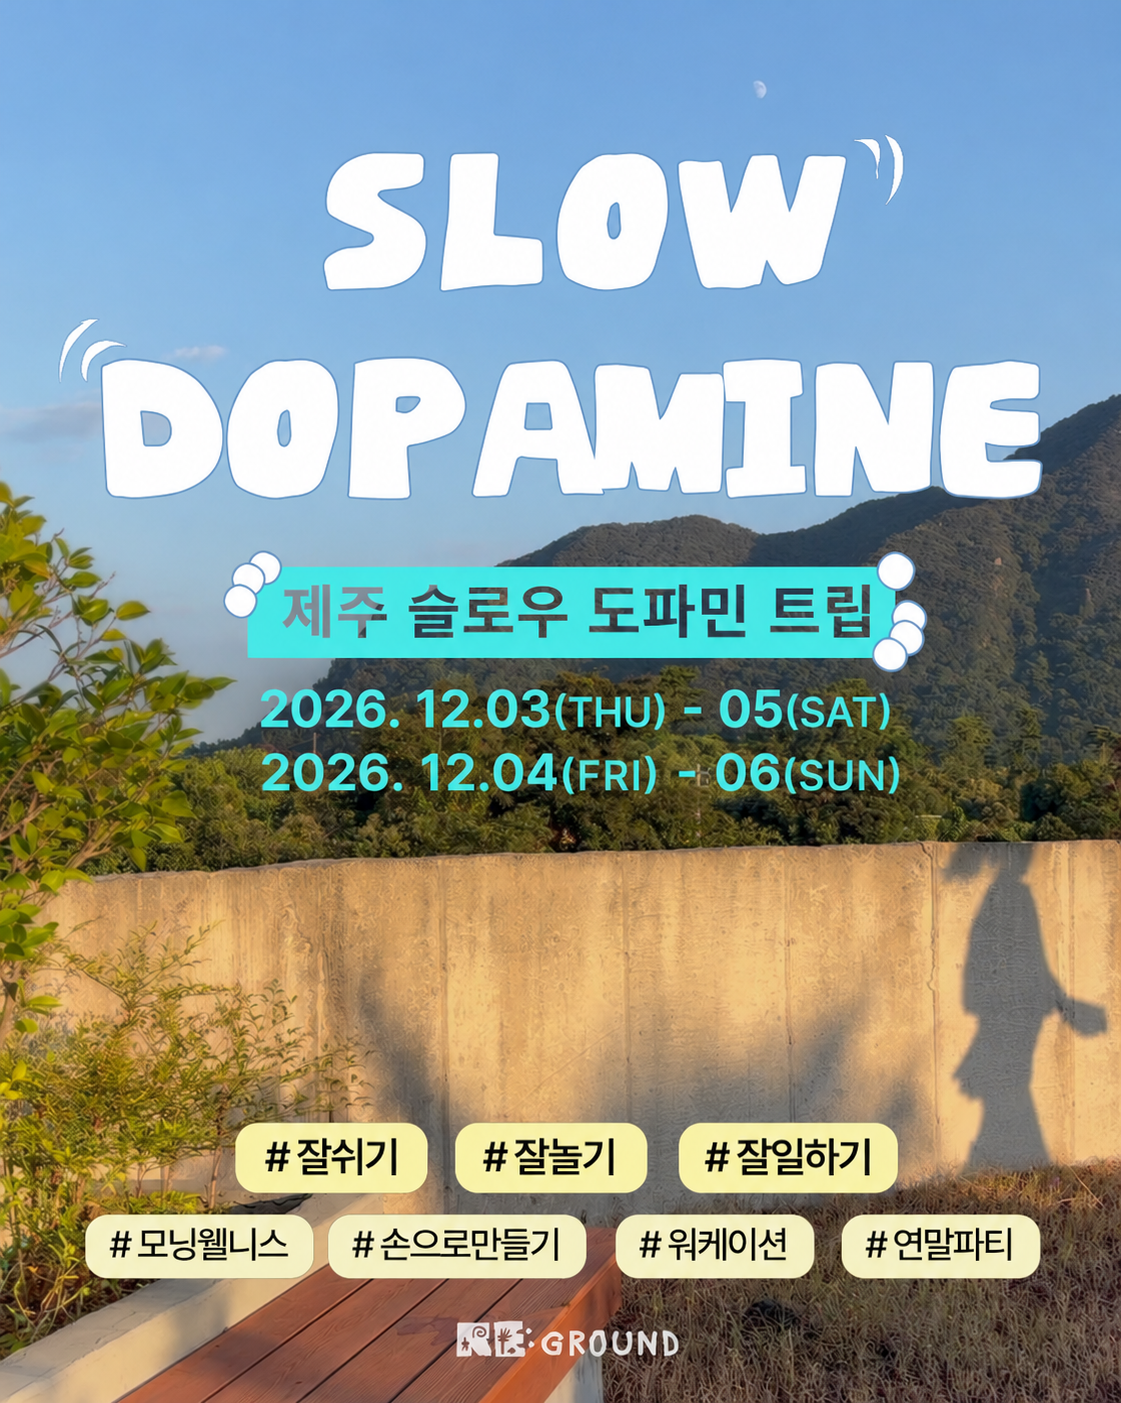 SLOW
DOPAMINE
제주 슬로우 도파민 트립
2026. 12.03(THU) - 05(SAT)
2026. 12.04(FRI) - 06(SUN)
# 잘쉬기 # 잘놀기 # 잘일하기
# 모닝웰니스 # 손으로만들기 # 워케이션 # 연말파티
RE:GROUND